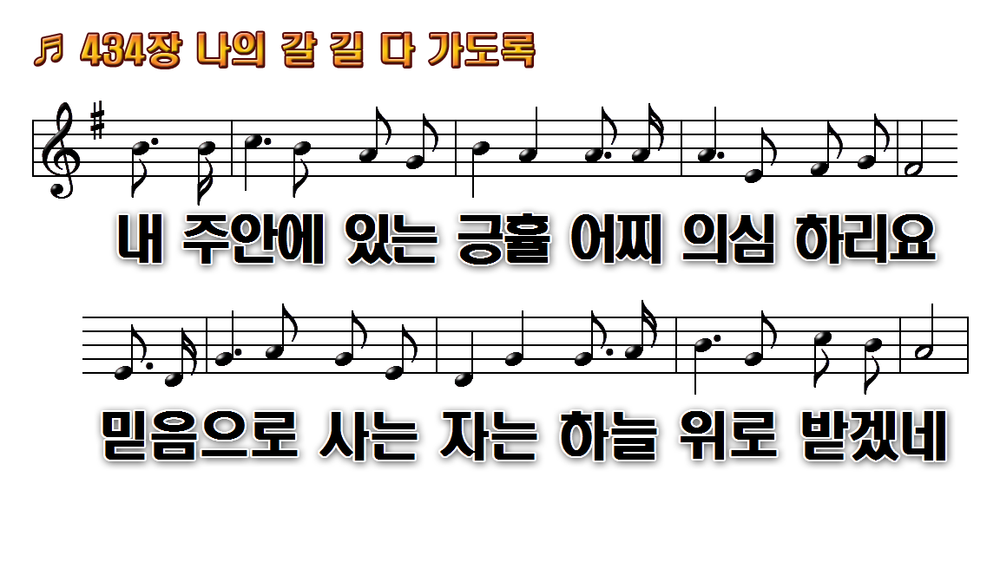 434장 나의 갈 길 다 가도록
내 주안에 있는 긍휼 어찌 의심 하리요
믿음으로 사는 자는 하늘 위로 받겠네